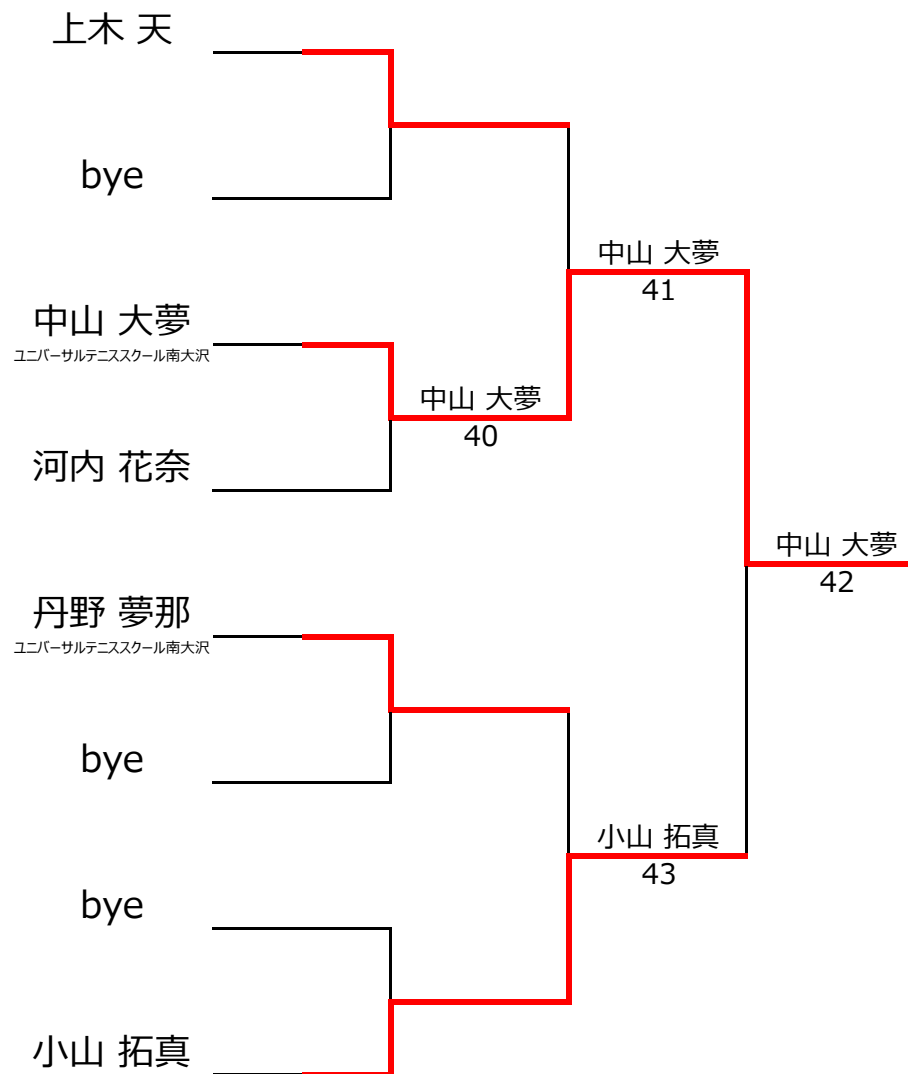 上木 天
bye
中山 大夢
41
中山 大夢
ユニバーサルテニススクール南大沢
中山 大夢
40
河内 花奈
中山 大夢
42
丹野 夢那
ユニバーサルテニススクール南大沢
bye
小山 拓真
43
bye
小山 拓真